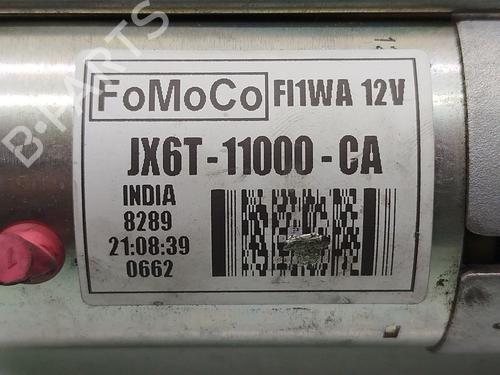 FoMoCo FI1WA 12V
JX6T-11000-CA
INDIA
8289
21:08:39
0662
B-PARTS